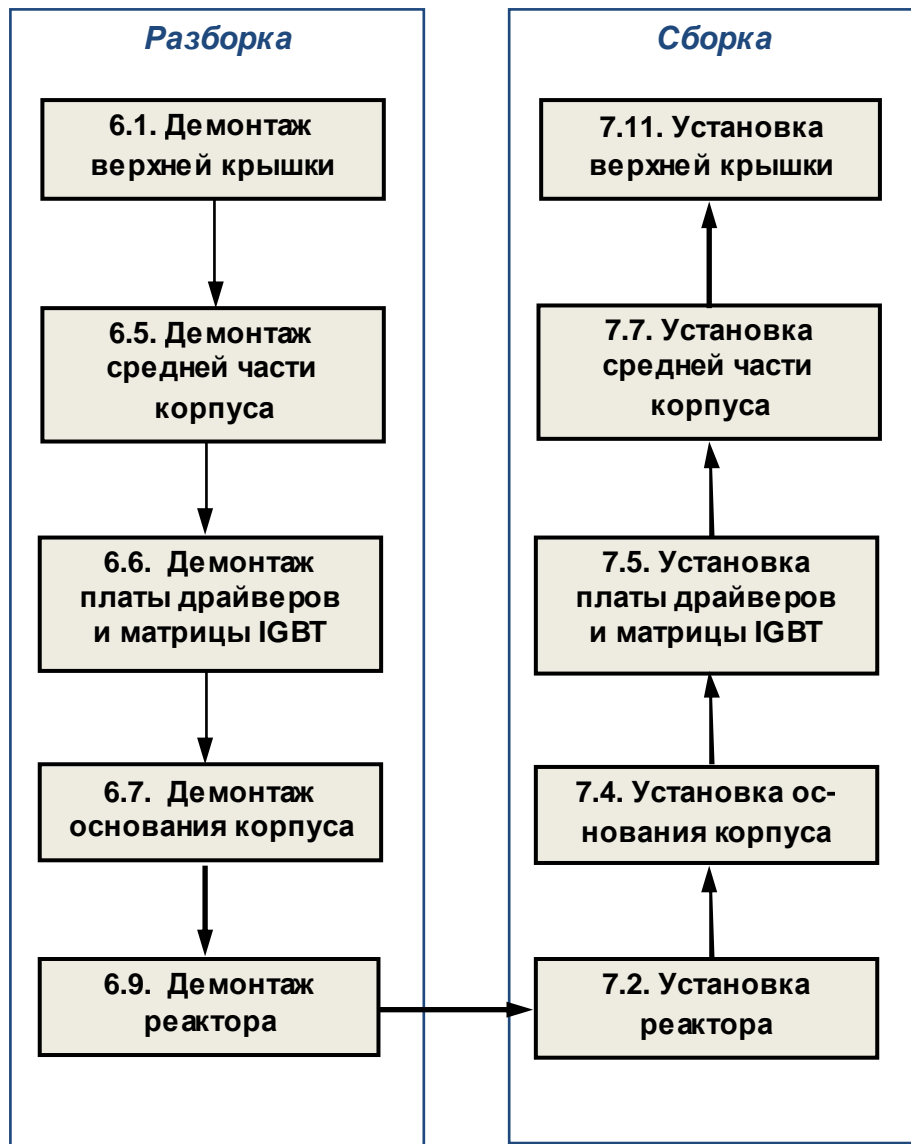 Разборка
6.1. Демонтаж
верхней крышки
6.5. Демонтаж
средней части
корпуса
6.6. Демонтаж
платы драйверов
и матрицы IGBT
6.7. Демонтаж
основания корпуса
6.9. Демонтаж
реактора
Сборка
7.11. Установка
верхней крышки
7.7. Установка
средней части
корпуса
7.5. Установка
платы драйверов
и матрицы IGBT
7.4. Установка ос-
нования корпуса
7.2. Установка
реактора